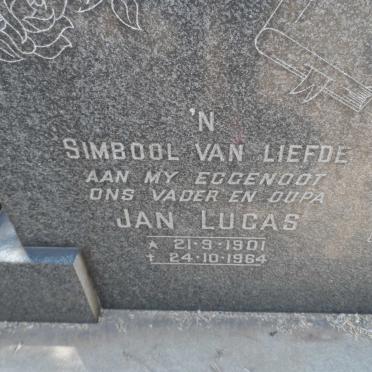 'N
SIMBOOL VAN LIEFDE
AAN MY EGGENOOT
ONS VADER EN OUPA
JAN LUCAS
★ 21-9-1901
✝ 24-10-1964